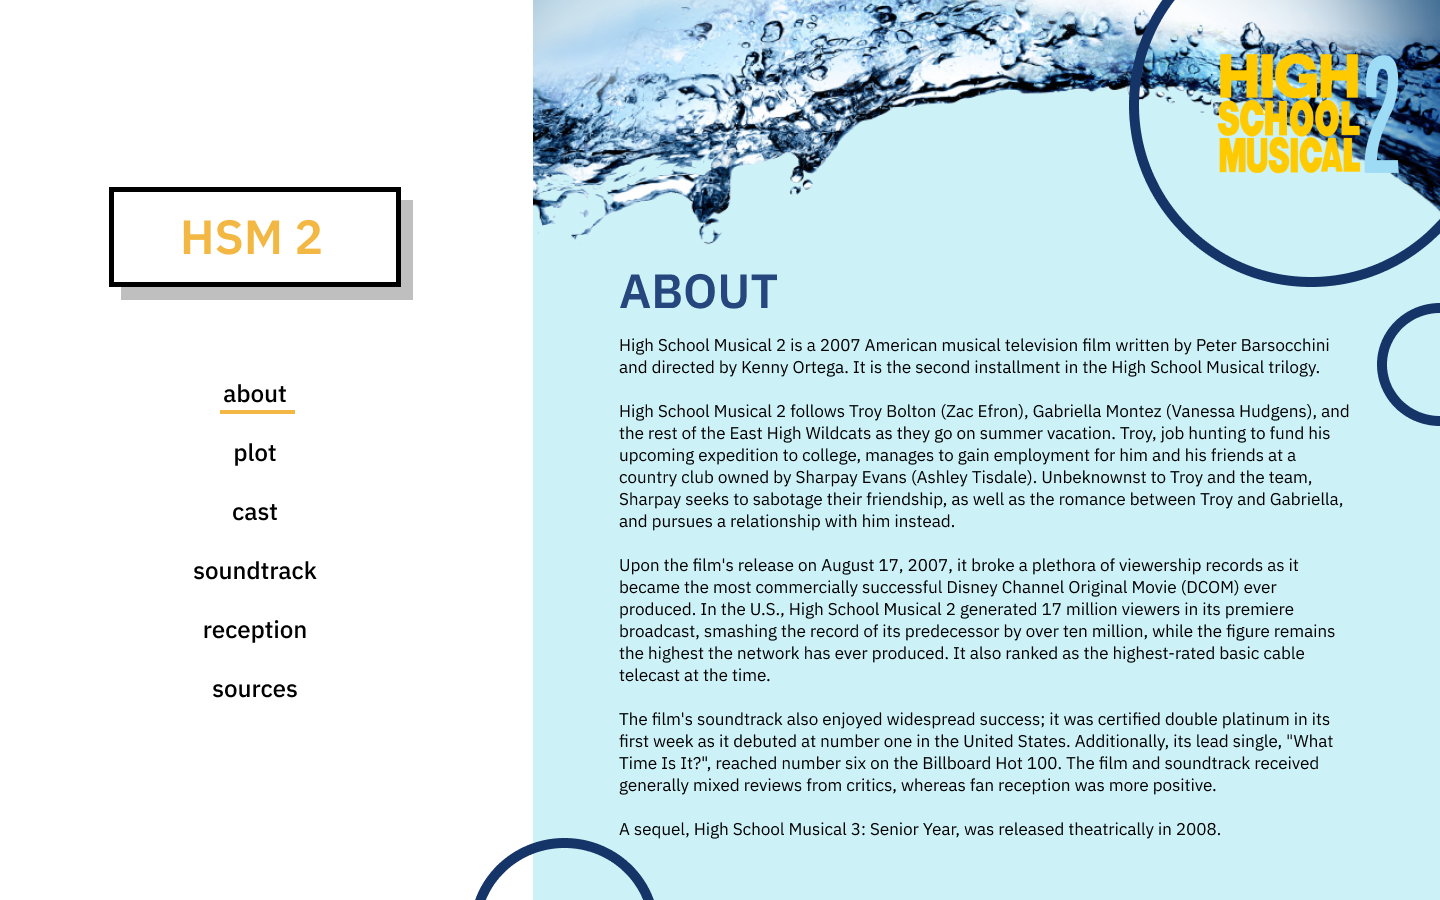 HSM 2
about
plot
cast
soundtrack
reception
sources
HIGH
SCHOOL
MUSICAL 2
ABOUT
High School Musical 2 is a 2007 American musical television film written by Peter Barsocchini
and directed by Kenny Ortega. It is the second installment in the High School Musical trilogy.
High School Musical 2 follows Troy Bolton (Zac Efron), Gabriella Montez (Vanessa Hudgens), and
the rest of the East High Wildcats as they go on summer vacation. Troy, job hunting to fund his
upcoming expedition to college, manages to gain employment for him and his friends at a
country club owned by Sharpay Evans (Ashley Tisdale). Unbeknownst to Troy and the team,
Sharpay seeks to sabotage their friendship, as well as the romance between Troy and Gabriella,
and pursues a relationship with him instead.
Upon the film's release on August 17, 2007, it broke a plethora of viewership records as it
became the most commercially successful Disney Channel Original Movie (DCOM) ever
produced. In the U.S., High School Musical 2 generated 17 million viewers in its premiere
broadcast, smashing the record of its predecessor by over ten million, while the figure remains
the highest the network has ever produced. It also ranked as the highest-rated basic cable
telecast at the time.
The film's soundtrack also enjoyed widespread success; it was certified double platinum in its
first week as it debuted at number one in the United States. Additionally, its lead single, "What
Time Is It?", reached number six on the Billboard Hot 100. The film and soundtrack received
generally mixed reviews from critics, whereas fan reception was more positive.
A sequel, High School Musical 3: Senior Year, was released theatrically in 2008.